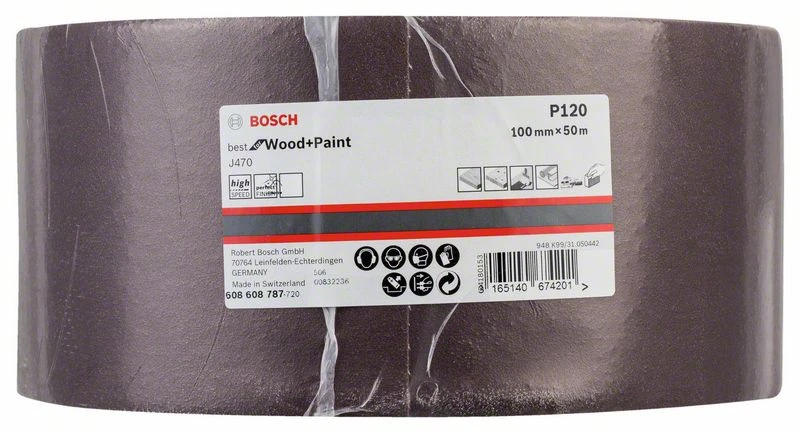 BOSCH
P120
100 mm × 50 m
best for Wood+Paint
J470
high SPEED
perfect FINISH
Robert Bosch GmbH
70764 Leinfelden-Echterdingen
GERMANY 506
Made in Switzerland 00832236
608 608 787-720
948 K99/31.050442
165140 674201 >